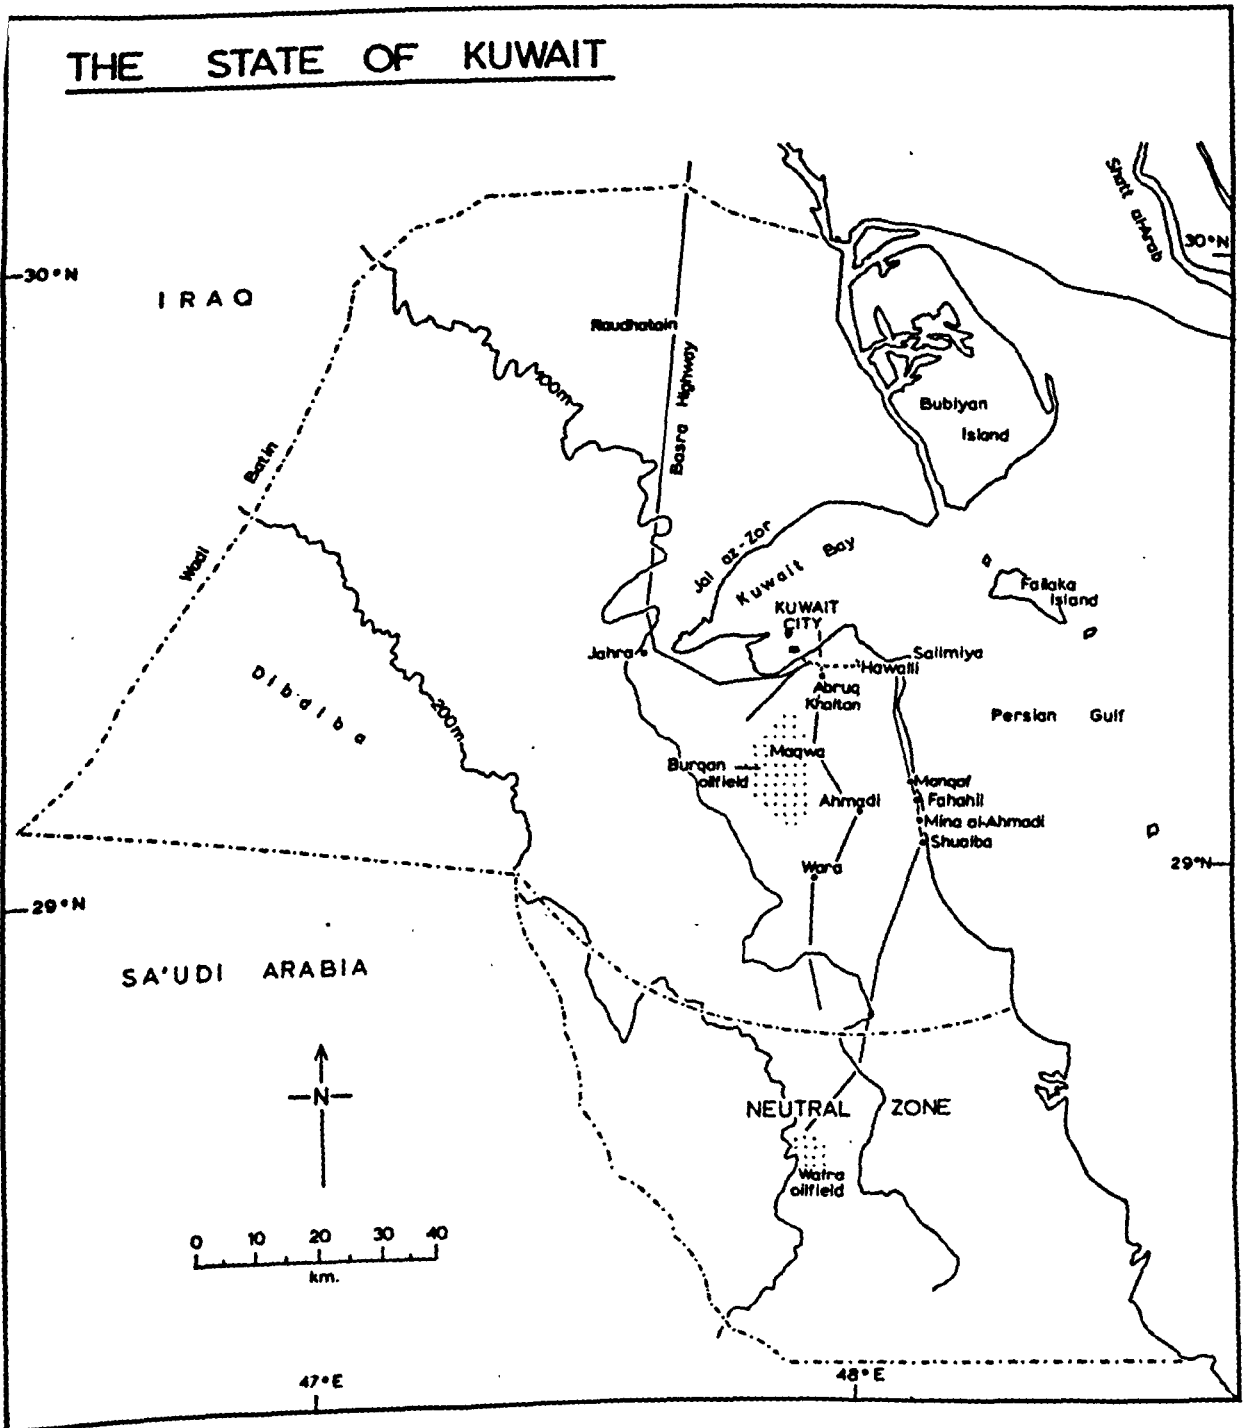 THE STATE OF KUWAIT
Shatt al-Arab
30°N
30°N
IRAQ
Raudhatain
100m
Basra Highway
Bubiyan
Island
Batin
Wadi
Jal az-Zor
Kuwait Bay
Failaka
Island
KUWAIT
CITY
Jahra
Salimiya
Hawalli
Abruq
Khaitan
Dibdiba
200m
Persian Gulf
Maqwa
Burqan
oilfield
Manqaf
Fahahil
Ahmadi
Mina al-Ahmadi
Shuaiba
29°N
Wara
29°N
SA'UDI ARABIA
N
NEUTRAL ZONE
Wafra
oilfield
0 10 20 30 40
km.
47°E
48°E